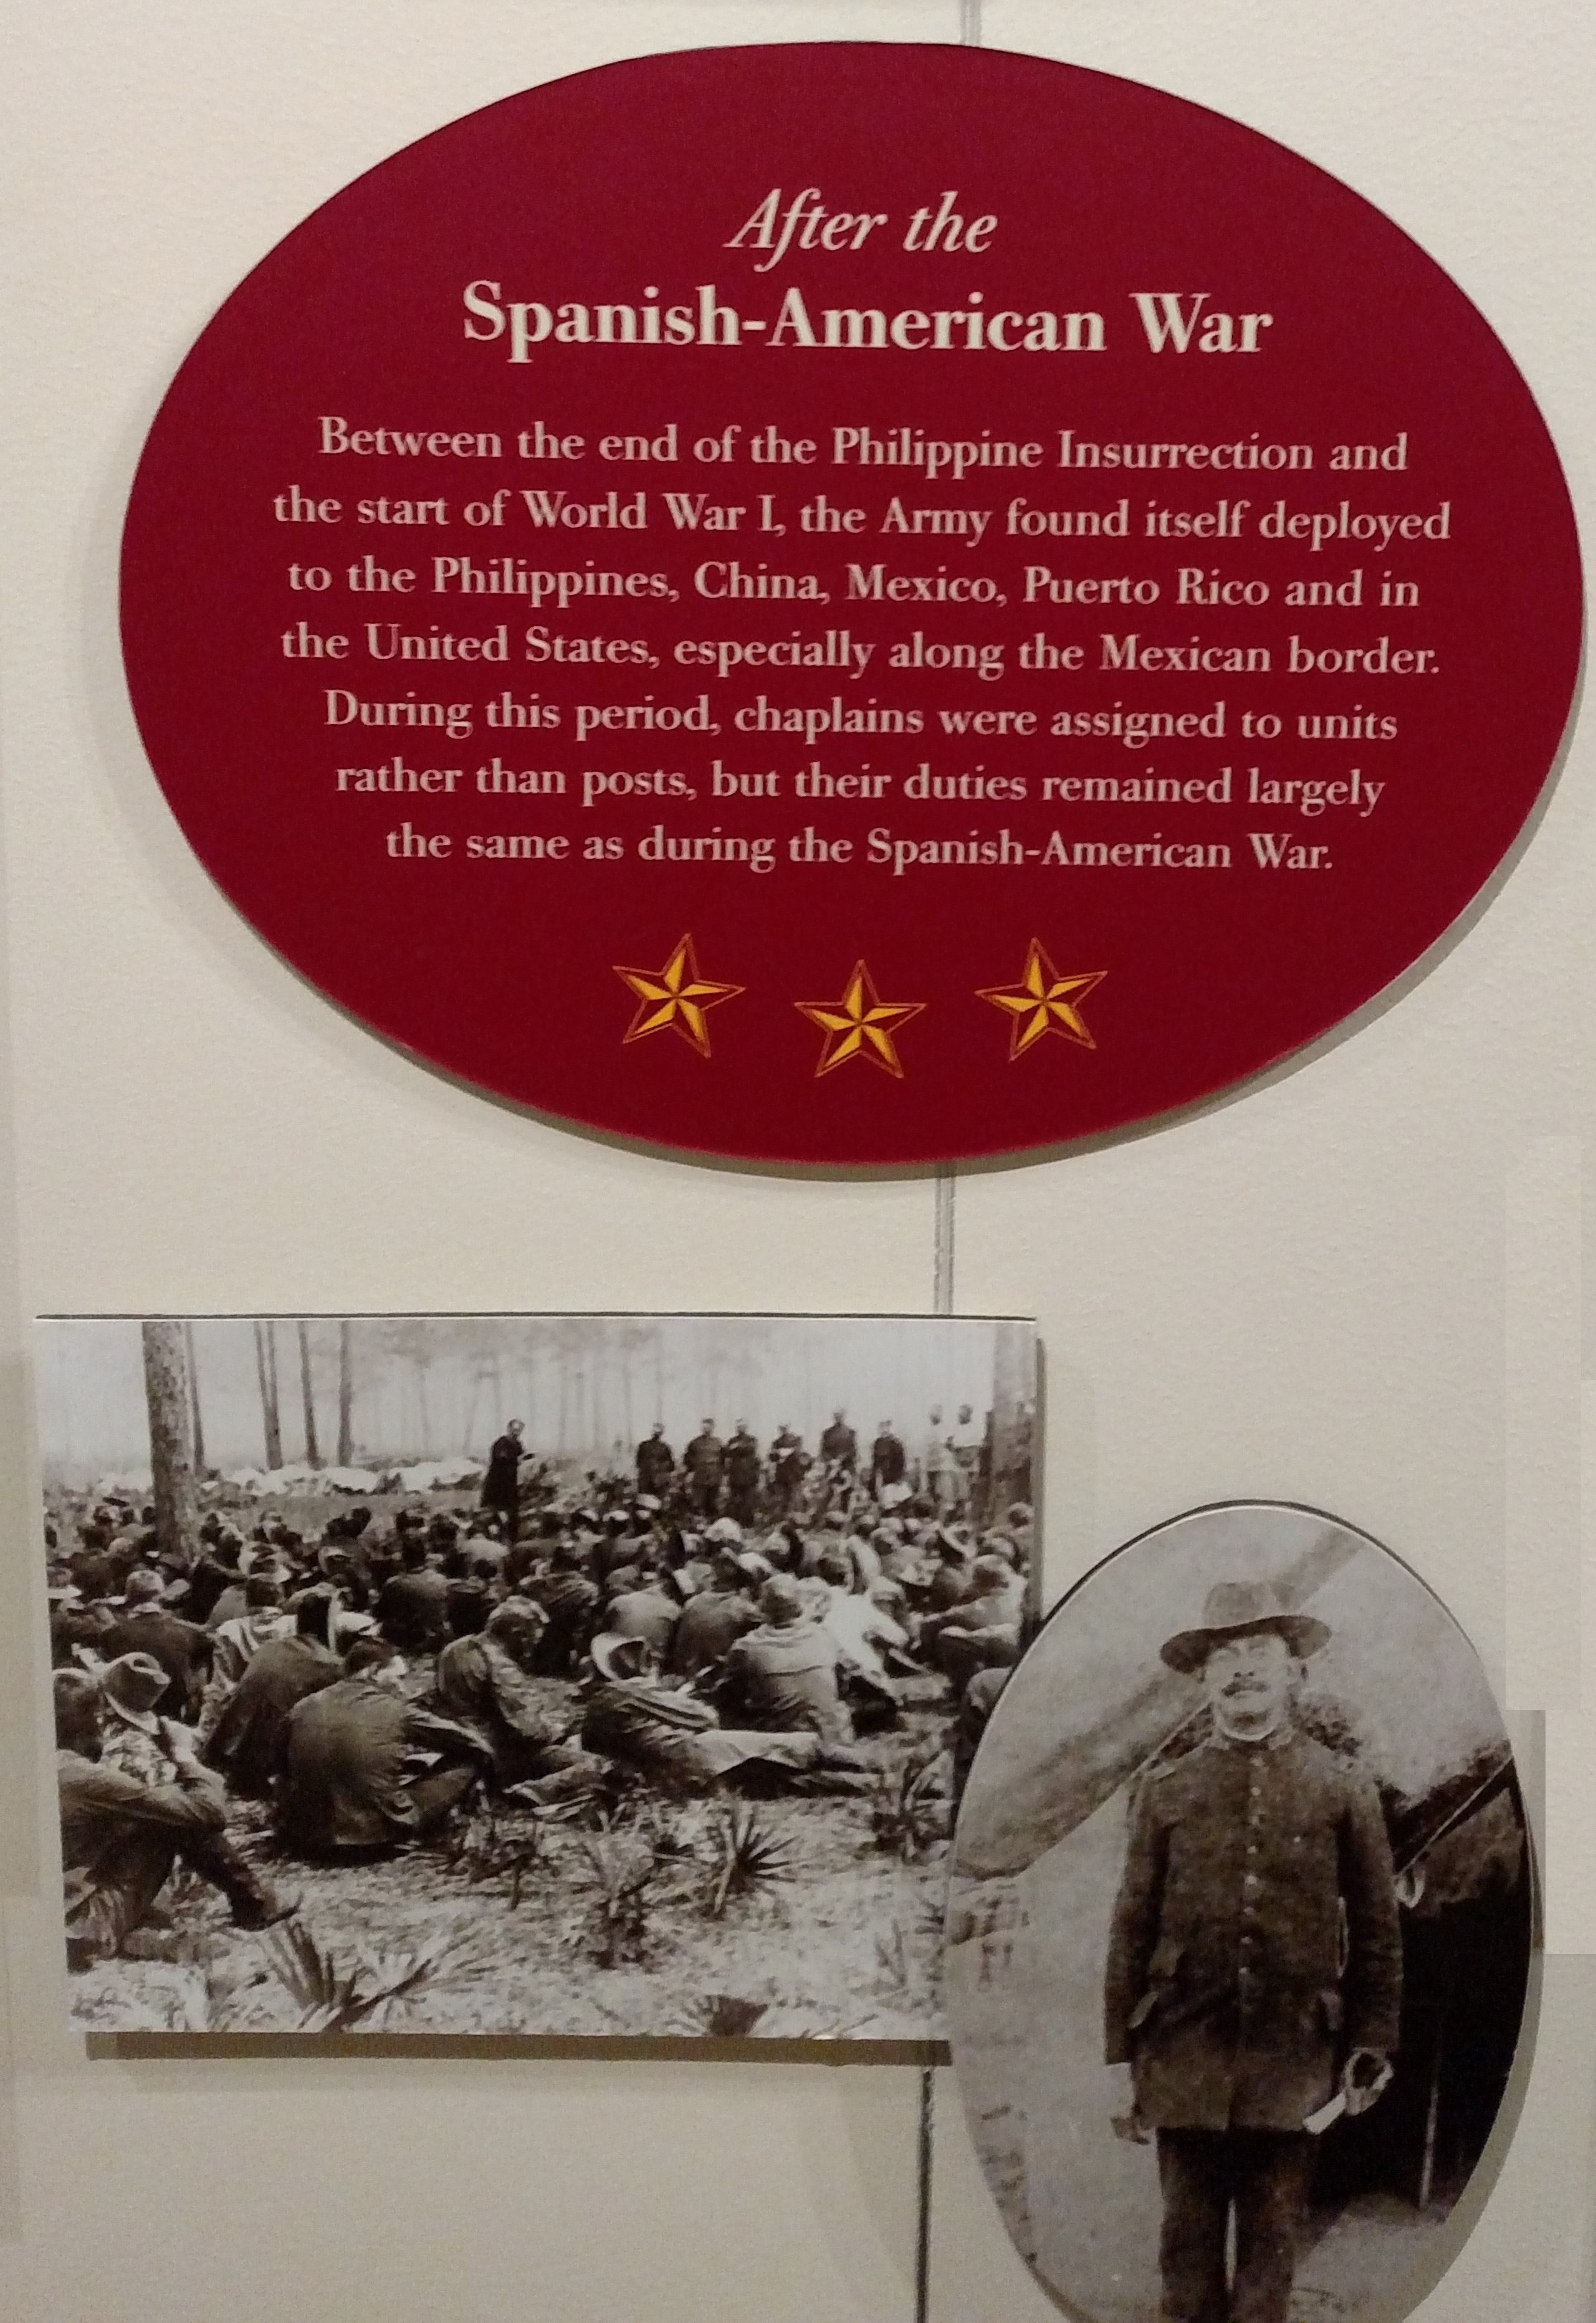 After the
Spanish-American War
Between the end of the Philippine Insurrection and
the start of World War I, the Army found itself deployed
to the Philippines, China, Mexico, Puerto Rico and in
the United States, especially along the Mexican border.
During this period, chaplains were assigned to units
rather than posts, but their duties remained largely
the same as during the Spanish-American War.